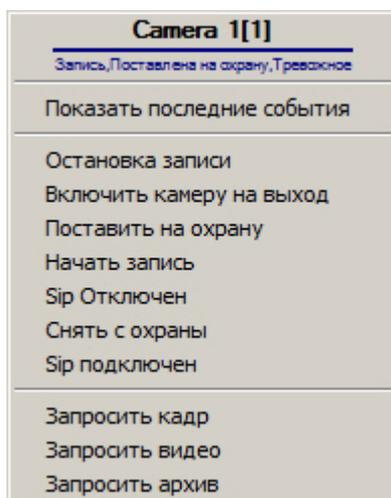 Camera 1[1]
Запись,Поставлена на охрану,Тревожное
Показать последние события
Остановка записи
Включить камеру на выход
Поставить на охрану
Начать запись
Sip Отключен
Снять с охраны
Sip подключен
Запросить кадр
Запросить видео
Запросить архив